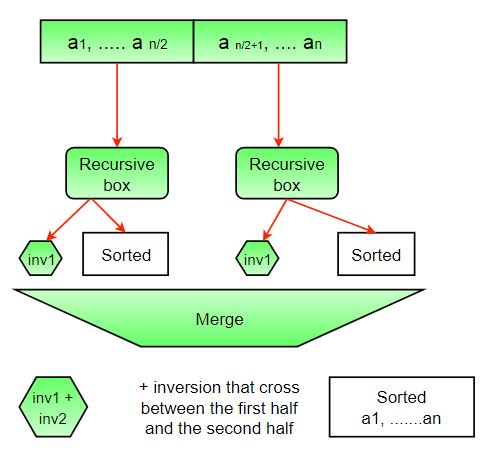 a1, ..... a n/2
a n/2+1, .... an
Recursive
box
Recursive
box
inv1
Sorted
inv1
Sorted
Merge
inv1 +
inv2
+ inversion that cross
between the first half
and the second half
Sorted
a1, .......an